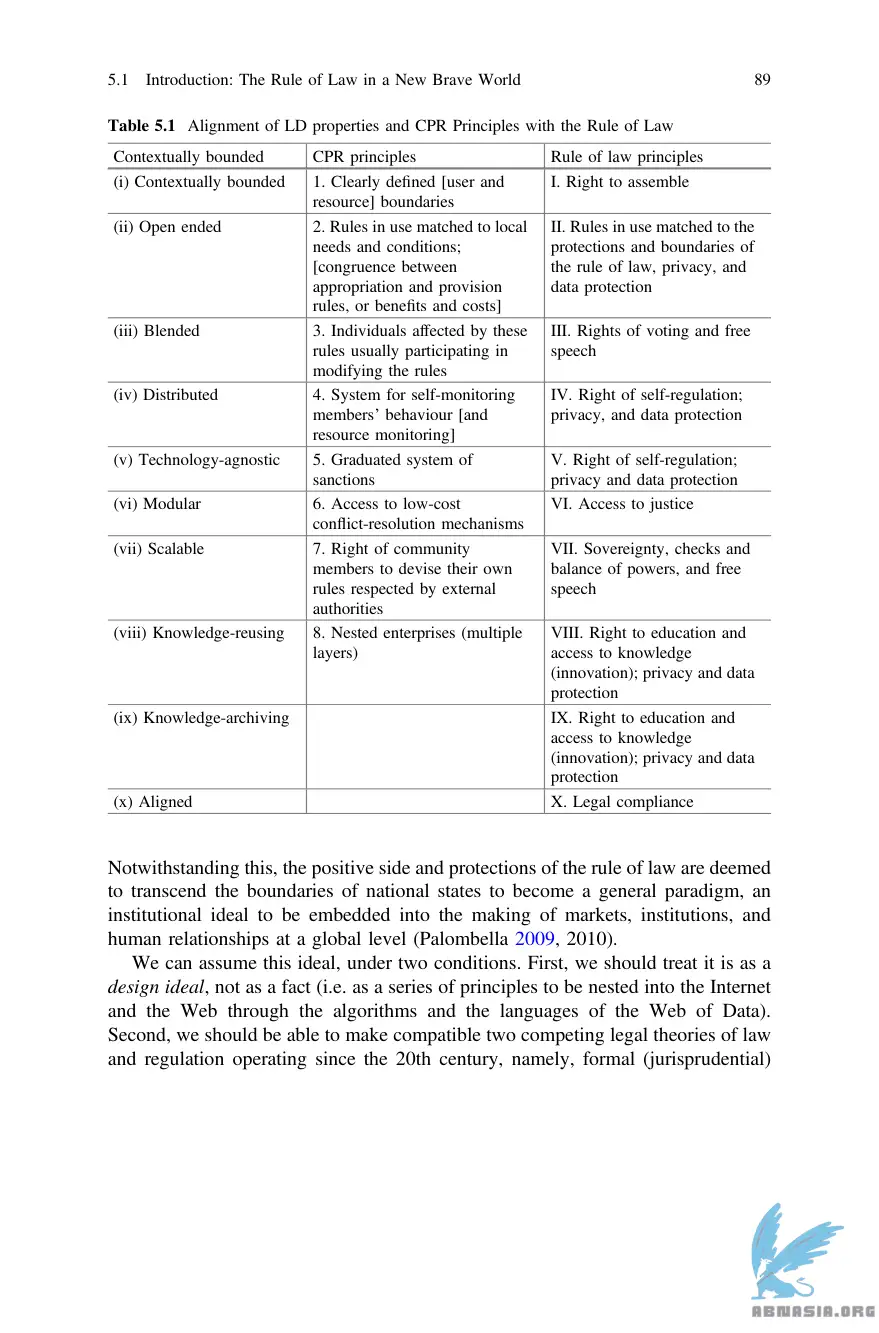 5.1 Introduction: The Rule of Law in a New Brave World 89
Table 5.1 Alignment of LD properties and CPR Principles with the Rule of Law
Contextually bounded CPR principles Rule of law principles
(i) Contextually bounded 1. Clearly defined [user and I. Right to assemble
resource] boundaries
(ii) Open ended 2. Rules in use matched to local II. Rules in use matched to the
needs and conditions; protections and boundaries of
[congruence between the rule of law, privacy, and
appropriation and provision data protection
rules, or benefits and costs]
(iii) Blended 3. Individuals affected by these III. Rights of voting and free
rules usually participating in speech
modifying the rules
(iv) Distributed 4. System for self-monitoring IV. Right of self-regulation;
members' behaviour [and privacy, and data protection
resource monitoring]
(v) Technology-agnostic 5. Graduated system of V. Right of self-regulation;
sanctions privacy and data protection
(vi) Modular 6. Access to low-cost VI. Access to justice
conflict-resolution mechanisms
(vii) Scalable 7. Right of community VII. Sovereignty, checks and
members to devise their own balance of powers, and free
rules respected by external speech
authorities
(viii) Knowledge-reusing 8. Nested enterprises (multiple VIII. Right to education and
layers) access to knowledge
(innovation); privacy and data
protection
(ix) Knowledge-archiving IX. Right to education and
access to knowledge
(innovation); privacy and data
protection
(x) Aligned X. Legal compliance
Notwithstanding this, the positive side and protections of the rule of law are deemed
to transcend the boundaries of national states to become a general paradigm, an
institutional ideal to be embedded into the making of markets, institutions, and
human relationships at a global level (Palombella 2009, 2010).
We can assume this ideal, under two conditions. First, we should treat it is as a
design ideal, not as a fact (i.e. as a series of principles to be nested into the Internet
and the Web through the algorithms and the languages of the Web of Data).
Second, we should be able to make compatible two competing legal theories of law
and regulation operating since the 20th century, namely, formal (jurisprudential)
ABNASIA.ORG